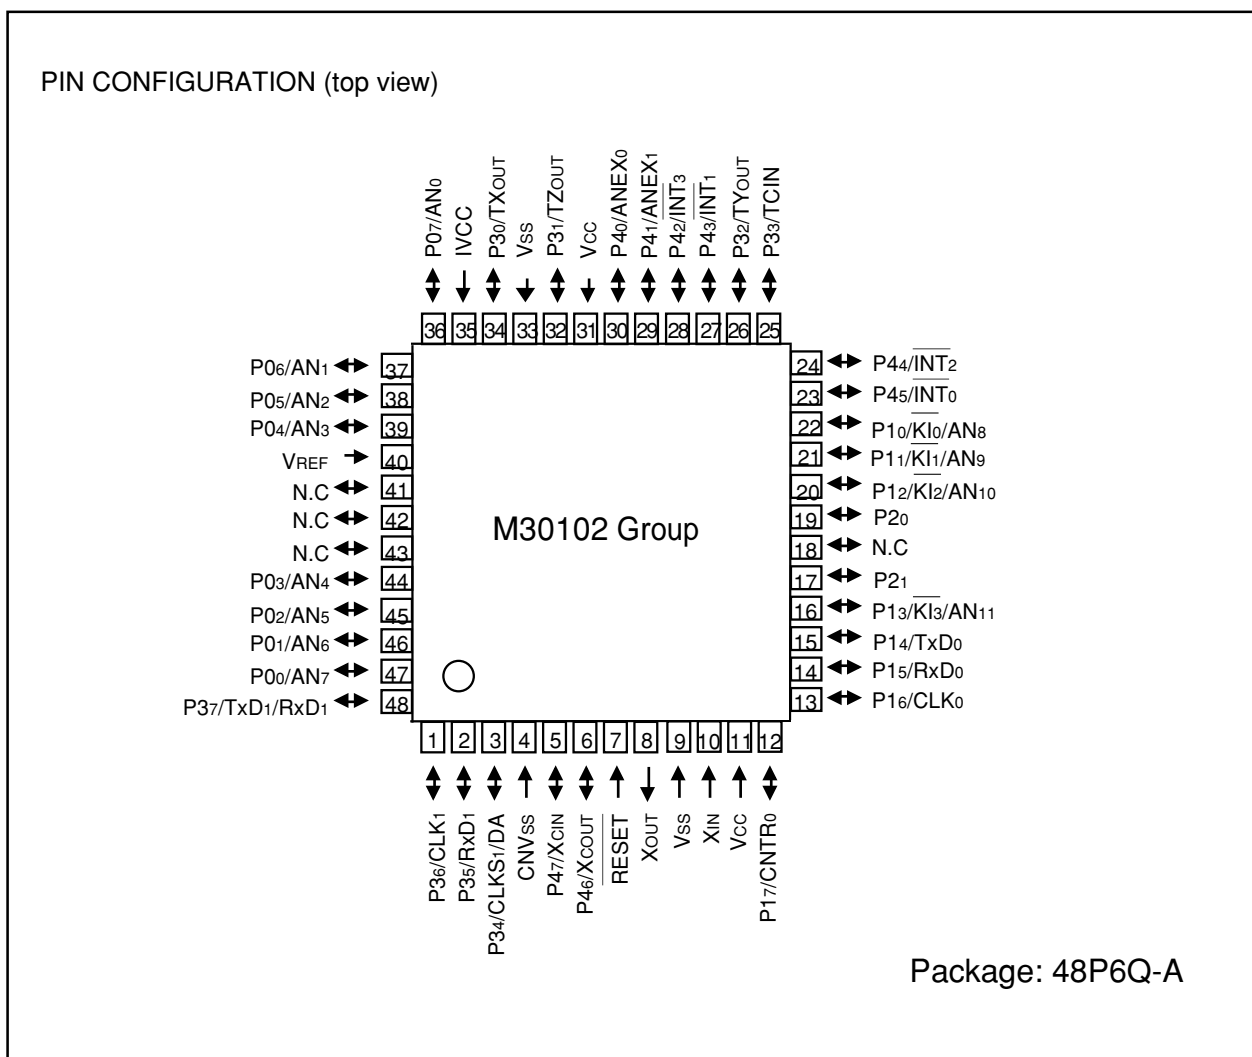 PIN CONFIGURATION (top view)
P07/AN0
IVCC
P30/TXOUT
VSS
P31/TZOUT
VCC
P40/ANEX0
P41/ANEX1
P42/INT3
P43/INT1
P32/TYOUT
P33/TCIN
36 35 34 33 32 31 30 29 28 27 26 25
P06/AN1 37
P05/AN2 38
P04/AN3 39
VREF 40
N.C 41
N.C 42
N.C 43
P03/AN4 44
P02/AN5 45
P01/AN6 46
P00/AN7 47
P37/TxD1/RxD1 48
M30102 Group
24 P44/INT2
23 P45/INT0
22 P10/KI0/AN8
21 P11/KI1/AN9
20 P12/KI2/AN10
19 P20
18 N.C
17 P21
16 P13/KI3/AN11
15 P14/TxD0
14 P15/RxD0
13 P16/CLK0
1 2 3 4 5 6 7 8 9 10 11 12
P36/CLK1
P35/RxD1
P34/CLKS1/DA
CNVSS
P47/XCIN
P46/XCOUT
RESET
XOUT
VSS
XIN
VCC
P17/CNTR0
Package: 48P6Q-A